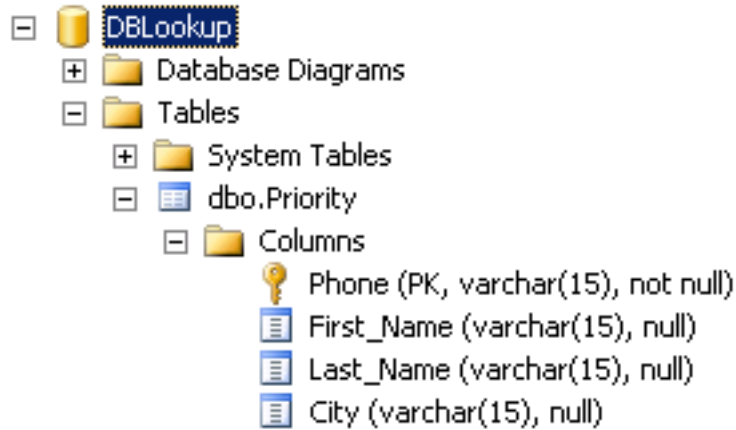 DBLookup
Database Diagrams
Tables
System Tables
dbo.Priority
Columns
Phone (PK, varchar(15), not null)
First_Name (varchar(15), null)
Last_Name (varchar(15), null)
City (varchar(15), null)